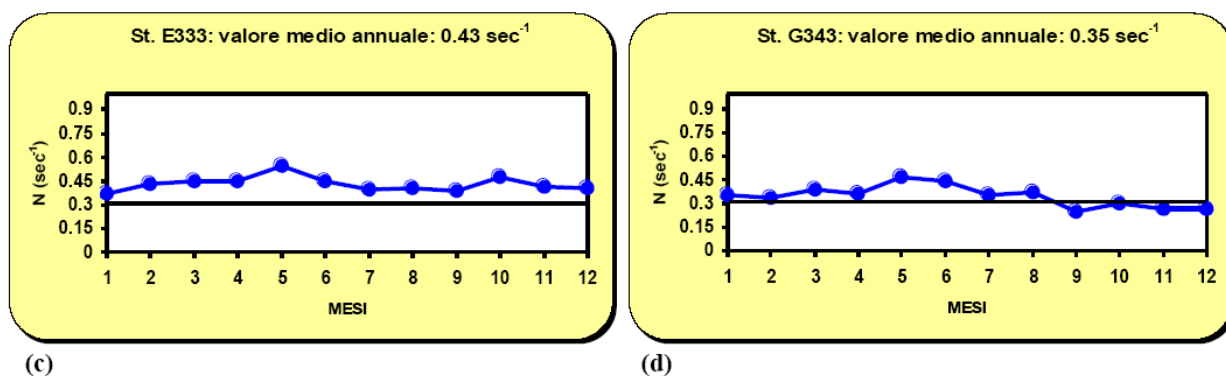 St. E333: valore medio annuale: 0.43 sec-1
N (sec-1)
0.9
0.75
0.6
0.45
0.3
0.15
0
1 2 3 4 5 6 7 8 9 10 11 12
MESI
(c)
St. G343: valore medio annuale: 0.35 sec-1
N (sec-1)
0.9
0.75
0.6
0.45
0.3
0.15
0
1 2 3 4 5 6 7 8 9 10 11 12
MESI
(d)